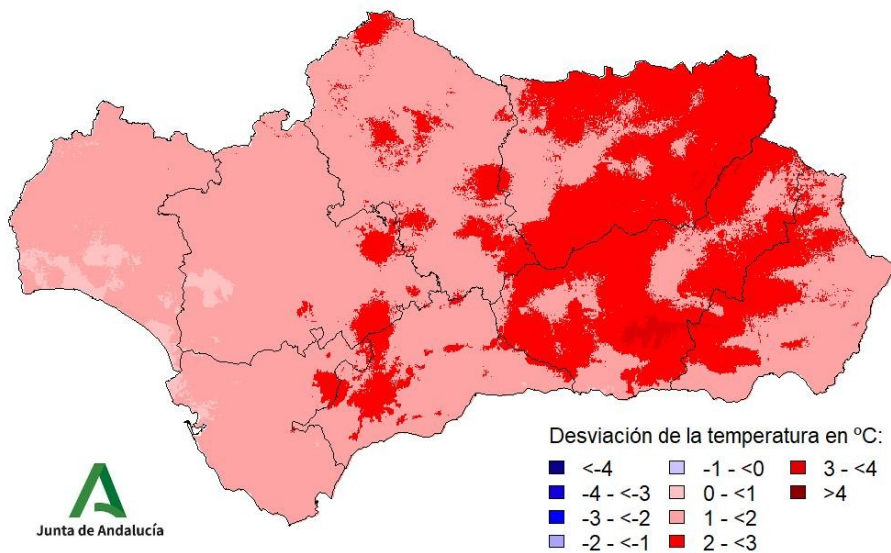 Desviación de la temperatura en ºC:
<-4 -1 - <0 3 - <4
-4 - <-3 0 - <1 >4
-3 - <-2 1 - <2
-2 - <-1 2 - <3
Junta de Andalucía